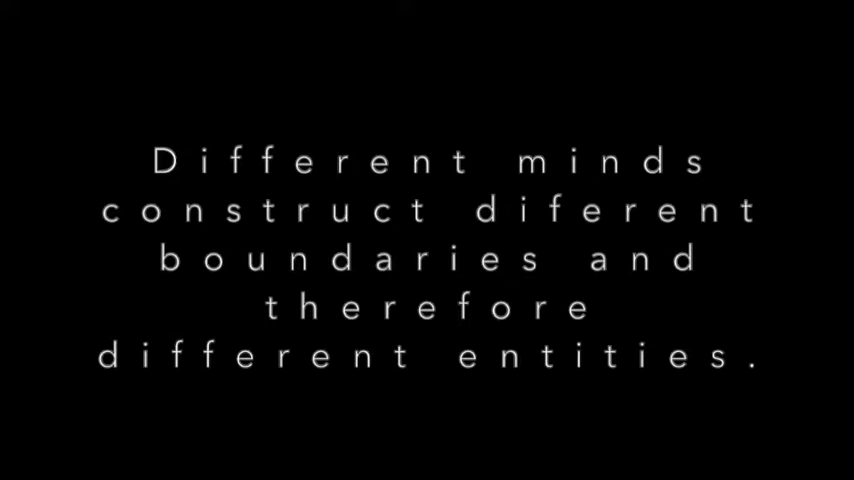 Different minds
construct diferent
boundaries and
therefore
different entities.